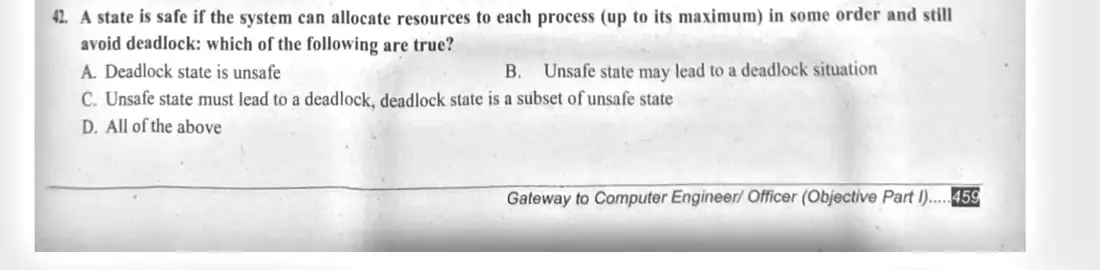 42. A state is safe if the system can allocate resources to each process (up to its maximum) in some order and still
avoid deadlock: which of the following are true?
A. Deadlock state is unsafe B. Unsafe state may lead to a deadlock situation
C. Unsafe state must lead to a deadlock, deadlock state is a subset of unsafe state
D. All of the above
Gateway to Computer Engineer/ Officer (Objective Part I).....459